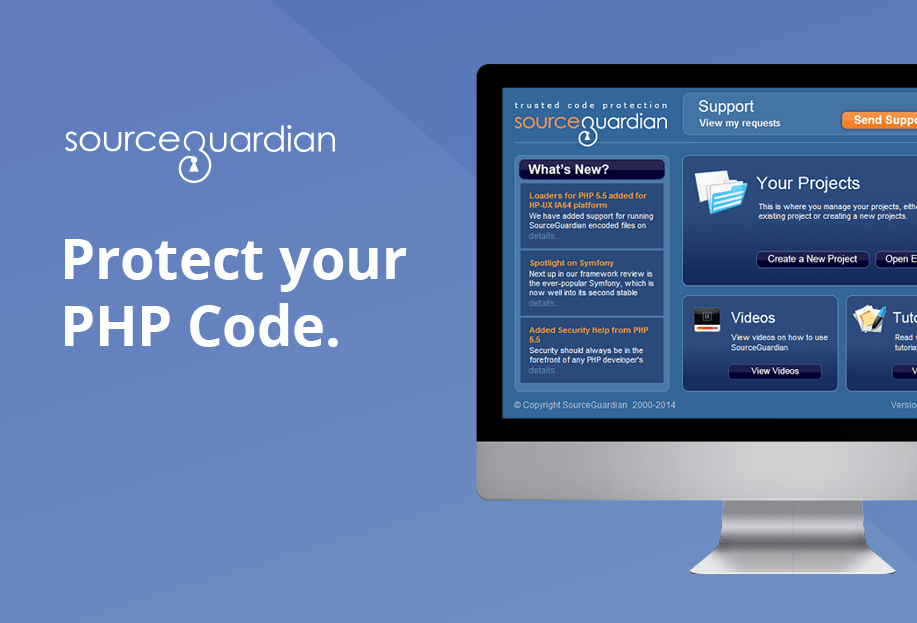 sourceguardian
Protect your
PHP Code.
trusted code protection
sourceguardian
Support
View my requests
Send
What's New?
Loaders for PHP 5.5 added for
HP-UX IA64 platform
We have added support for running
SourceGuardian encoded files on
details...
Spotlight on Symfony
Next up in our framework review is
the ever-popular Symfony, which is
now well into its second stable
details...
Added Security Help from PHP
5.5
Security should always be in the
forefront of any PHP developer's
details...
Your Projects
This is where you manage your projects,
existing project or creating a new projects.
Create a New Project
Open
Videos
View videos on how to use
SourceGuardian
View Videos
Read
© Copyright SourceGuardian 2000-2014